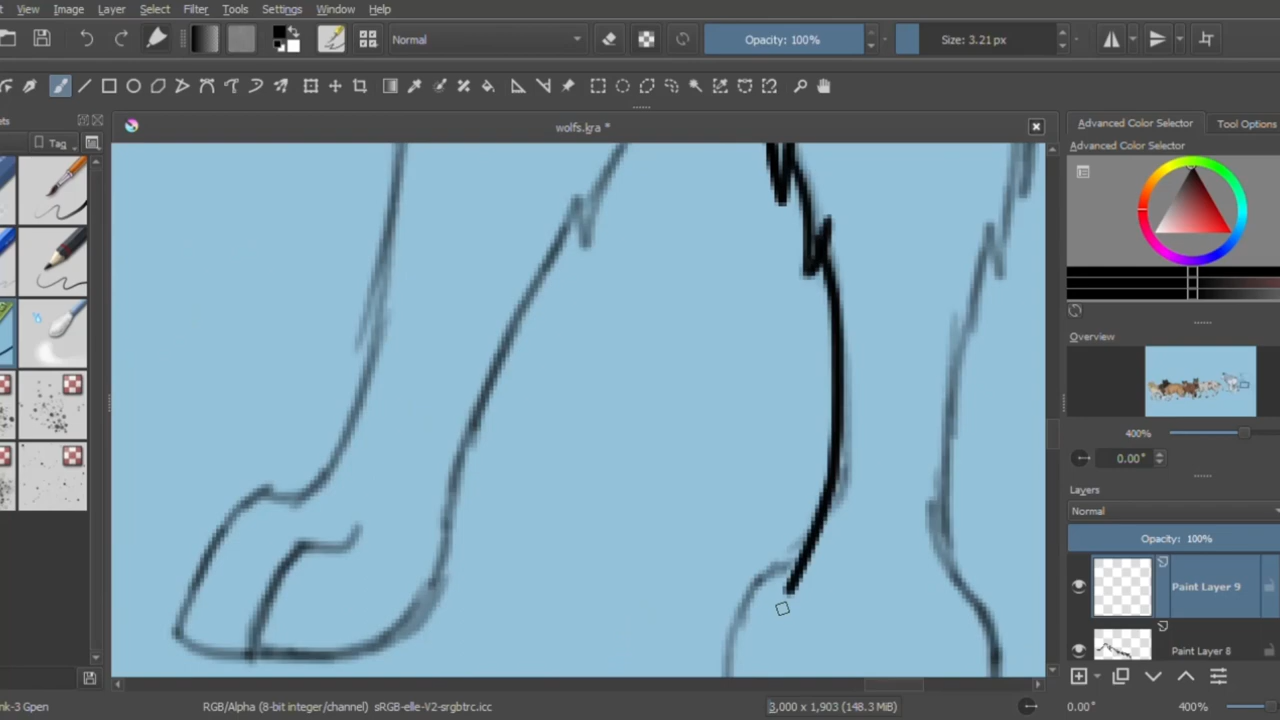 View Image Layer Select Filter Tools Settings Window Help
Normal Opacity: 100% Size: 3.21 px
wolfs.kra *
Tag
Advanced Color Selector Tool Options
Advanced Color Selector
Overview
400%
0.00°
Layers
Normal
Opacity: 100%
Paint Layer 9
Paint Layer 8
RGB/Alpha (8-bit integer/channel) sRGB-elle-V2-srgbtrc.icc 3,000 x 1,903 (148.3 MiB) 0.00° 400%